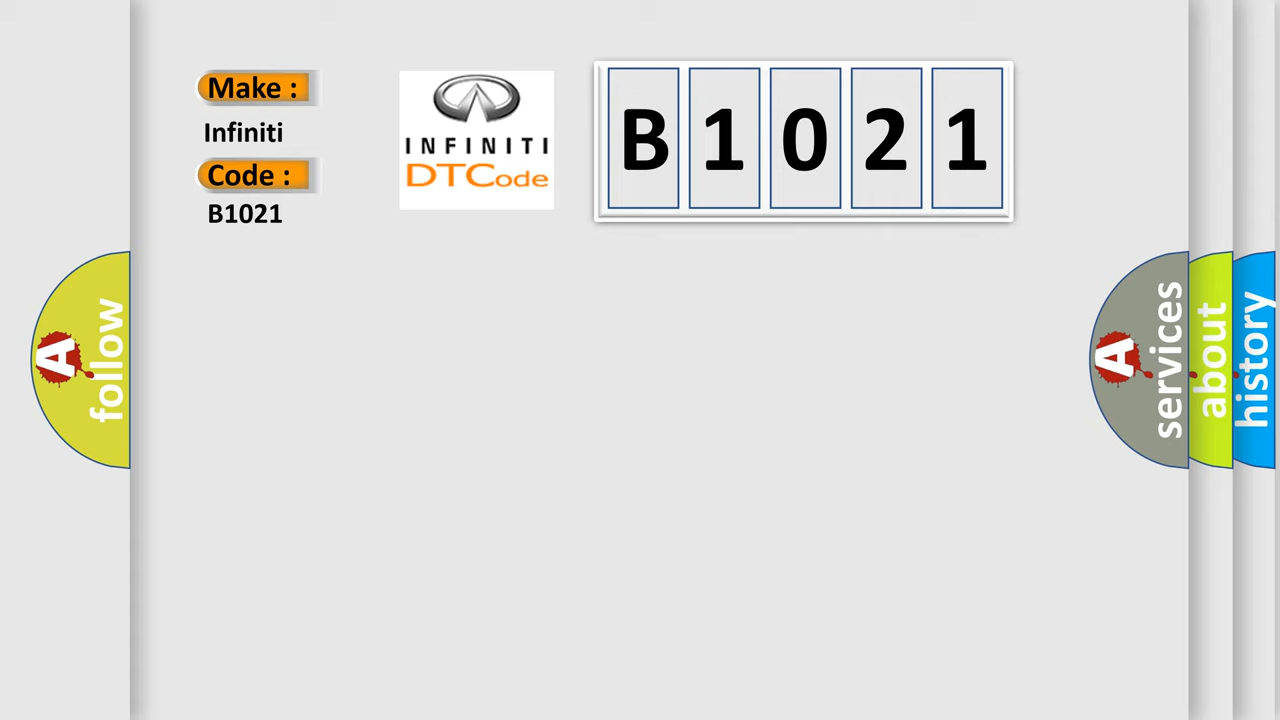 Make :
Infiniti
Code :
B1021
INFINITI
DTCode
B 1 0 2 1
A follow
A services
about
history